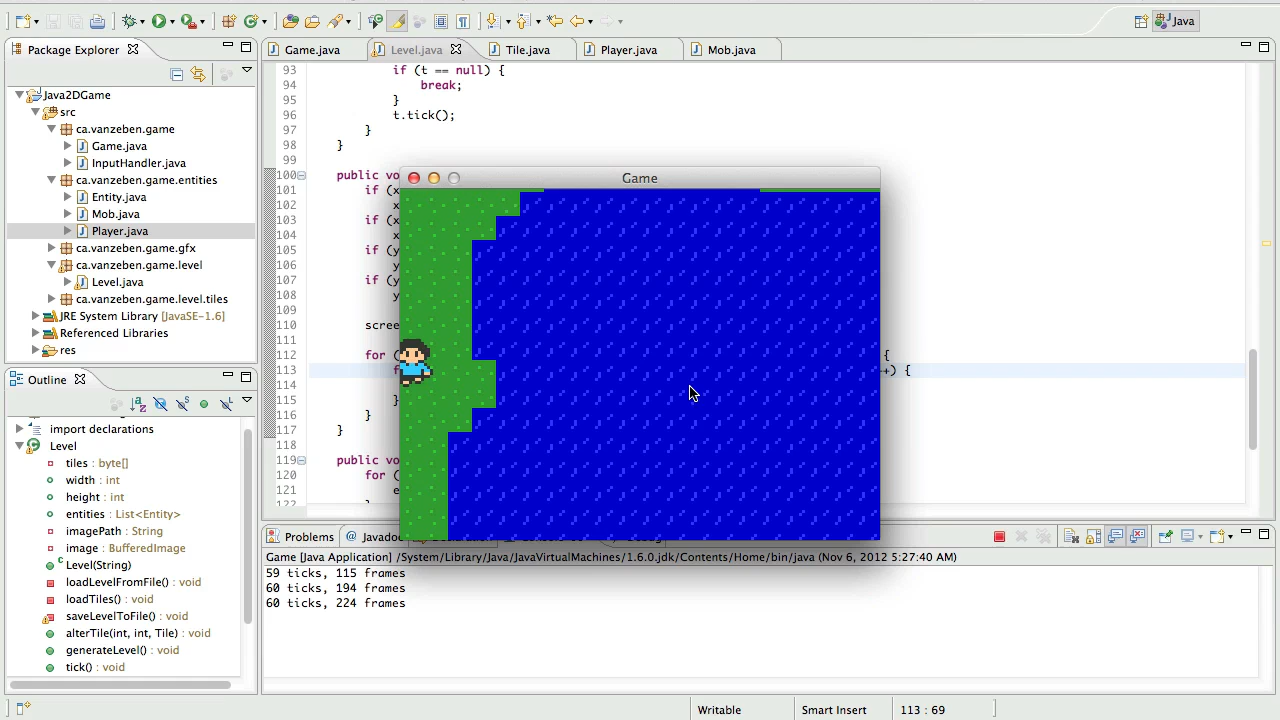 Java
Package Explorer
Java2DGame
src
ca.vanzeben.game
Game.java
InputHandler.java
ca.vanzeben.game.entities
Entity.java
Mob.java
Player.java
ca.vanzeben.game.gfx
ca.vanzeben.game.level
Level.java
ca.vanzeben.game.level.tiles
JRE System Library [JavaSE-1.6]
Referenced Libraries
res
Outline
import declarations
Level
tiles : byte[]
width : int
height : int
entities : List<Entity>
imagePath : String
image : BufferedImage
Level(String)
loadLevelFromFile() : void
loadTiles() : void
saveLevelToFile() : void
alterTile(int, int, Tile) : void
generateLevel() : void
tick() : void
Game.java Level.java Tile.java Player.java Mob.java
93 if (t == null) {
94 break;
95 }
96 t.tick();
97 }
98 }
99
100 public vo
101 if (x
102 x
103 if (x
104 x
105 if (y
106 y
107 if (y
108 y
109
110 scree
111
112 for ( {
113 f ++) {
114
115 }
116 }
117 }
118
119 public vo
120 for (
121 e
122 }
Game
Problems @ Javadoc
Game [Java Application] /System/Library/Java/JavaVirtualMachines/1.6.0.jdk/Contents/Home/bin/java (Nov 6, 2012 5:27:40 AM)
59 ticks, 115 frames
60 ticks, 194 frames
60 ticks, 224 frames
Writable Smart Insert 113 : 69